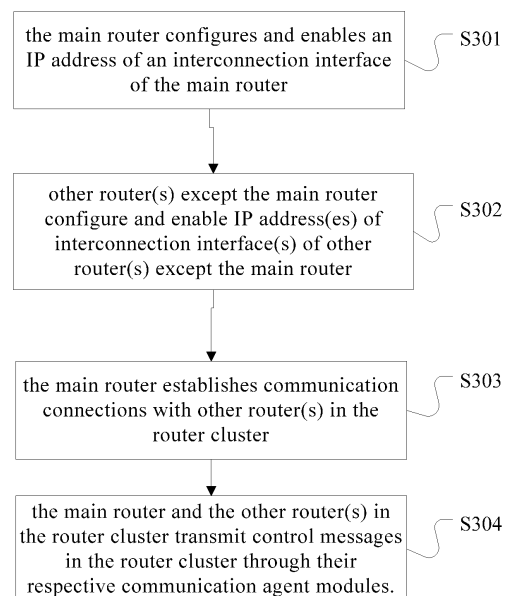 the main router configures and enables an
IP address of an interconnection interface
of the main router
S301
other router(s) except the main router
configure and enable IP address(es) of
interconnection interface(s) of other
router(s) except the main router
S302
the main router establishes communication
connections with other router(s) in the
router cluster
S303
the main router and the other router(s) in
the router cluster transmit control messages
in the router cluster through their
respective communication agent modules.
S304